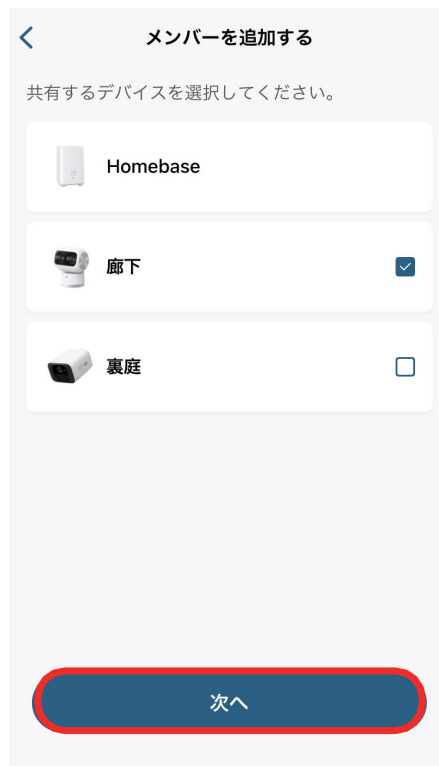 メンバーを追加する
共有するデバイスを選択してください。
Homebase
廊下
裏庭
次へ